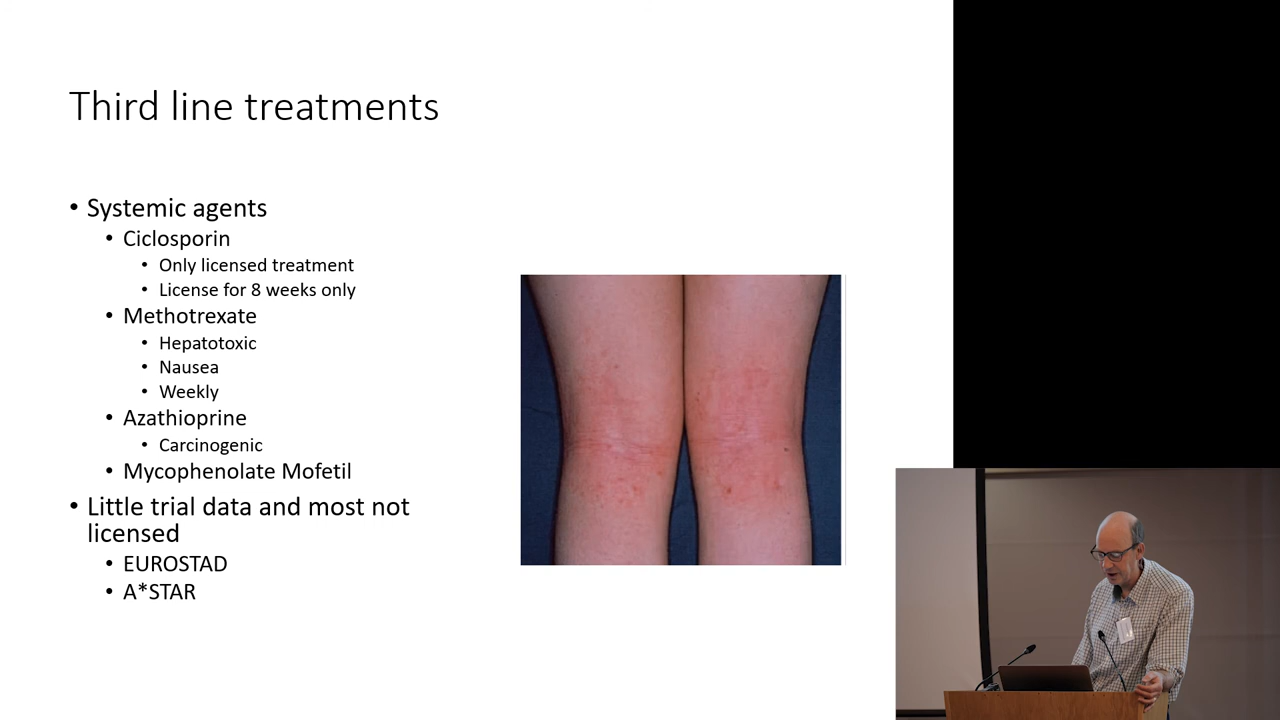 Third line treatments
• Systemic agents
• Ciclosporin
• Only licensed treatment
• License for 8 weeks only
• Methotrexate
• Hepatotoxic
• Nausea
• Weekly
• Azathioprine
• Carcinogenic
• Mycophenolate Mofetil
• Little trial data and most not
licensed
• EUROSTAD
• A*STAR